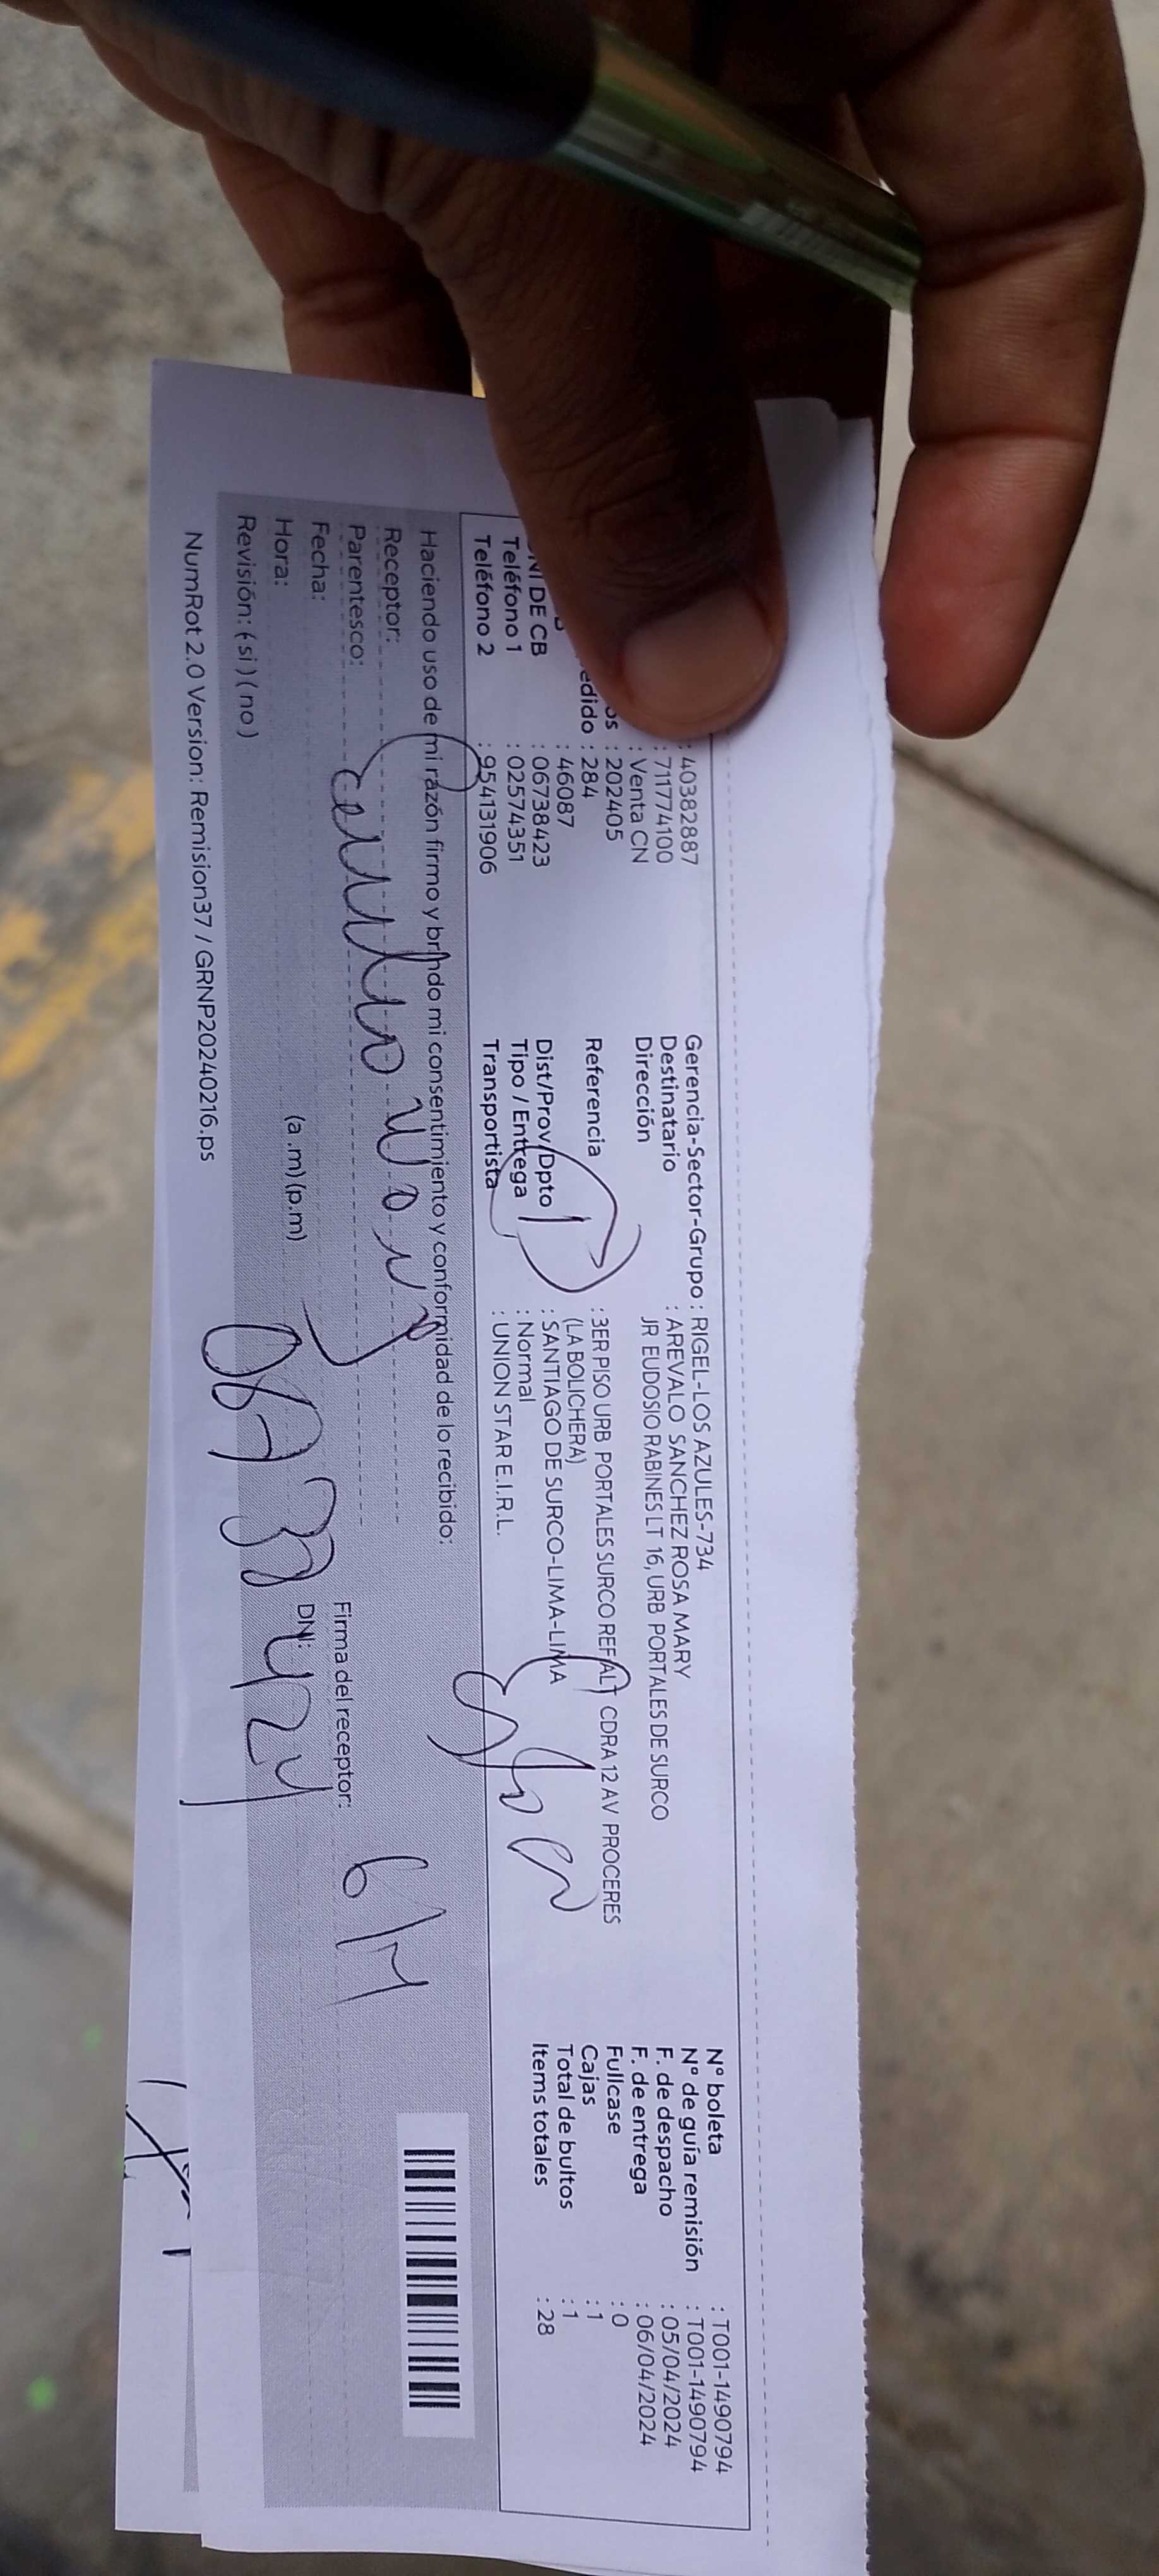 : 40382887
: 711774100
: Venta CN
: 202405
edido : 284
: 46087
DE CB : 06738423
Teléfono 1 : 02574351
Teléfono 2 : 954131906
Gerencia-Sector-Grupo : RIGEL-LOS AZULES-734
Destinatario : AREVALO SANCHEZ ROSA MARY
Dirección JR EUDOSIO RABINES LT 16, URB PORTALES DE SURCO
Referencia : 3ER PISO URB PORTALES SURCO REF ALT CDRA 12 AV PROCERES
(LA BOLICHERA)
Dist/Prov/Dpto : SANTIAGO DE SURCO-LIMA-LIMA
Tipo / Entrega : Normal
Transportista : UNION STAR E.I.R.L.
N° boleta : T001-1490794
N° de guía remisión : T001-1490794
F. de despacho : 05/04/2024
F. de entrega : 06/04/2024
Fullcase : 0
Cajas : 1
Total de bultos : 1
Items totales : 28
Haciendo uso de mi razón firmo y brindo mi consentimiento y conformidad de lo recibido:
Receptor:
Parentesco:
Fecha:
Hora: (a.m) (p.m)
Revisión: (si) (no)
Firma del receptor:
DNI:
6/4
NumRot 2.0 Version: Remision37 / GRNP20240216.ps